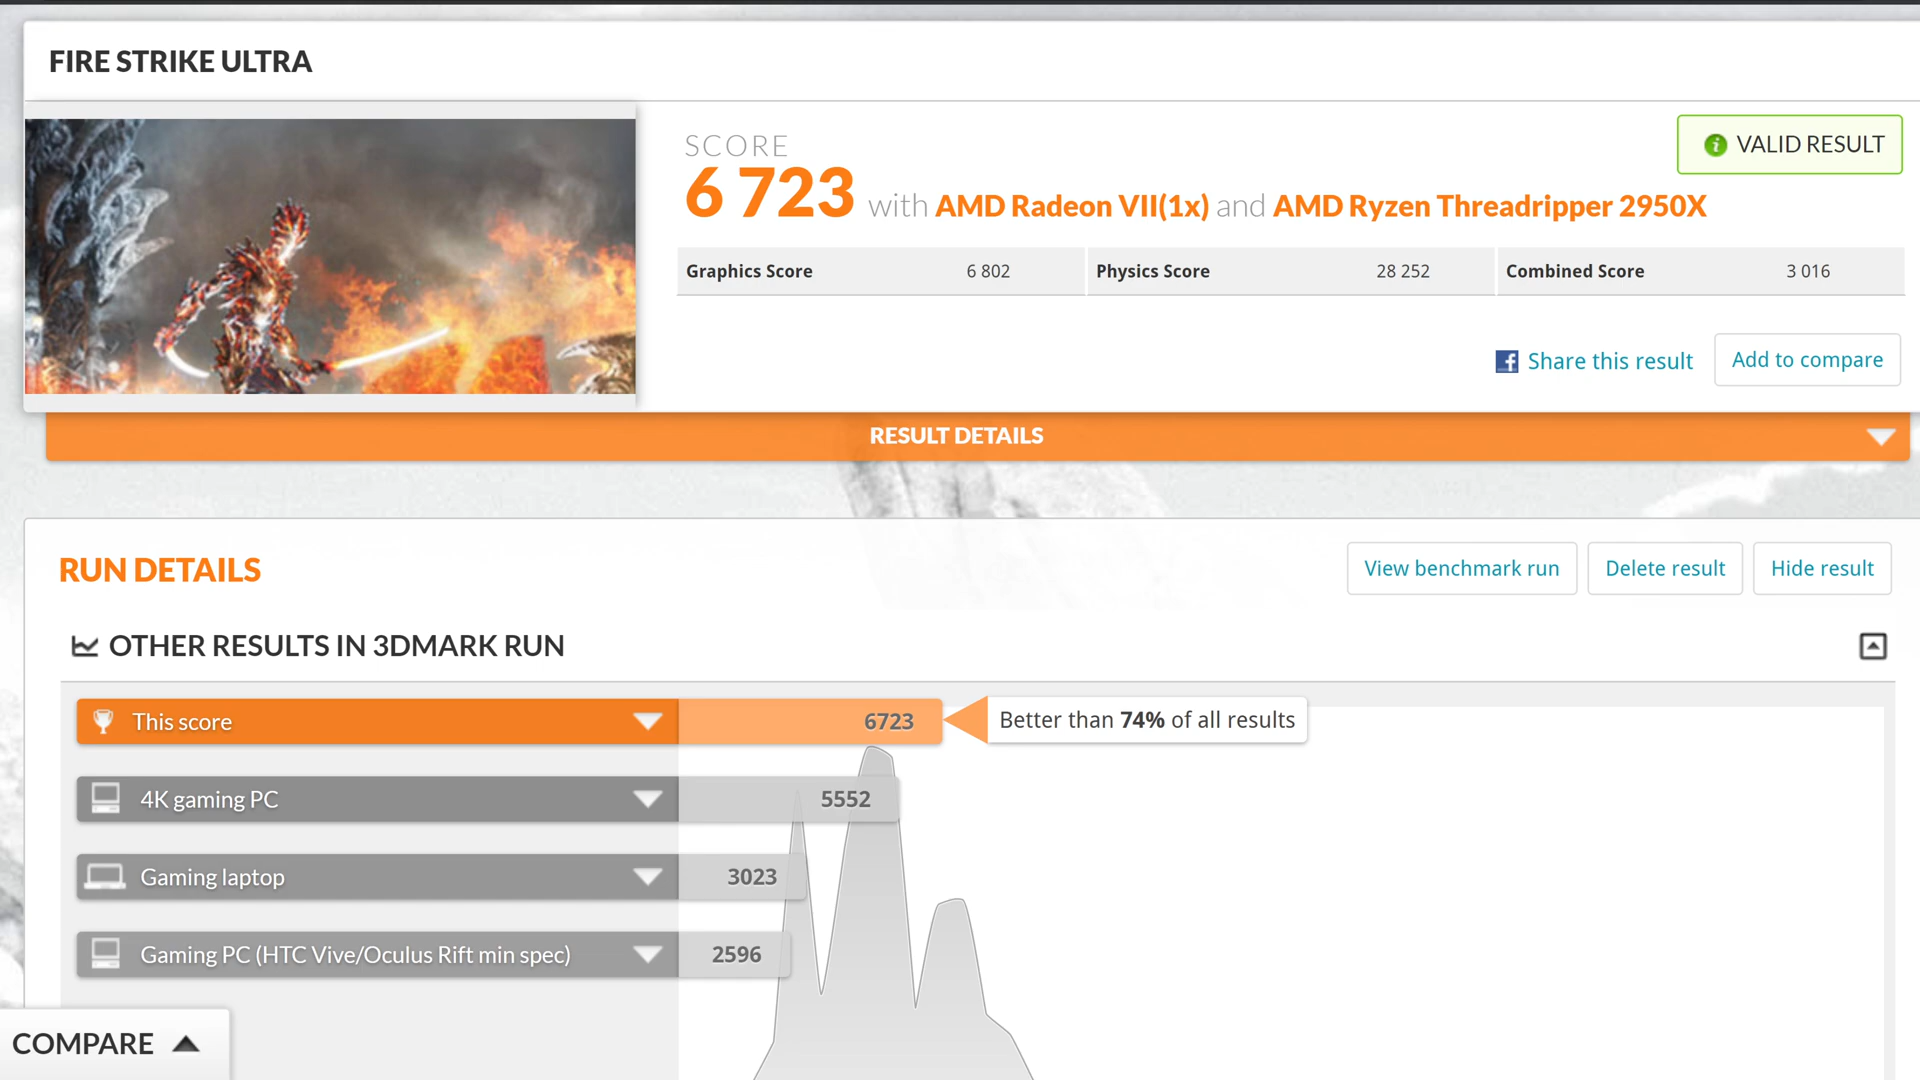 FIRE STRIKE ULTRA
SCORE
VALID RESULT
6 723 with AMD Radeon VII(1x) and AMD Ryzen Threadripper 2950X
Graphics Score 6 802 Physics Score 28 252 Combined Score 3 016
Share this result Add to compare
RESULT DETAILS
RUN DETAILS View benchmark run Delete result Hide result
OTHER RESULTS IN 3DMARK RUN
This score 6723 Better than 74% of all results
4K gaming PC 5552
Gaming laptop 3023
Gaming PC (HTC Vive/Oculus Rift min spec) 2596
COMPARE